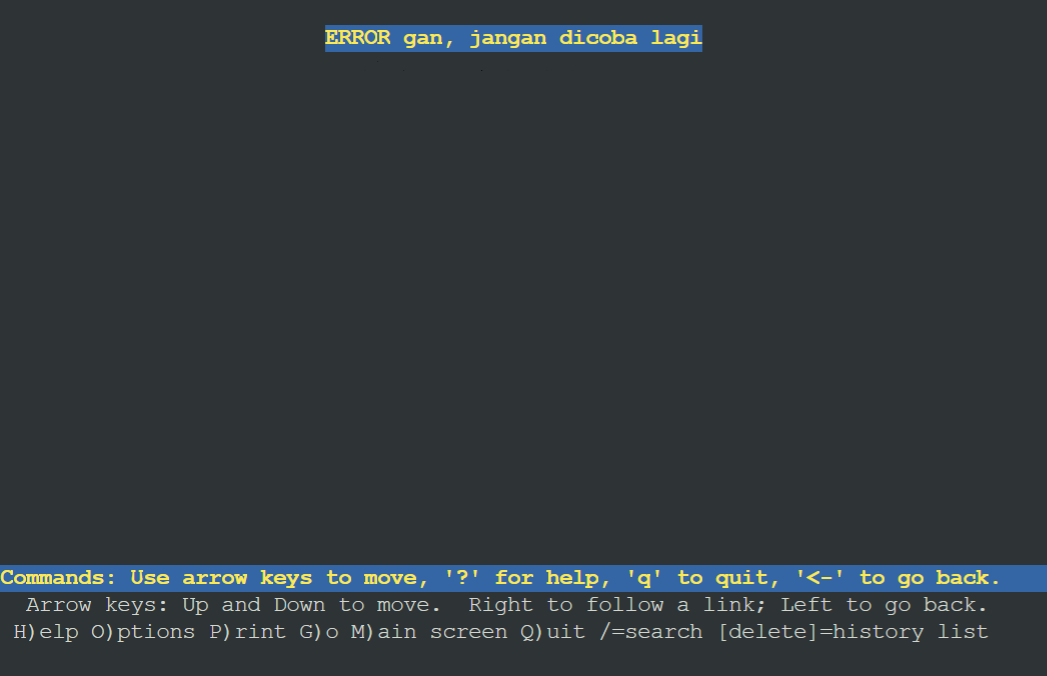 ERROR gan, jangan dicoba lagi
Commands: Use arrow keys to move, '?' for help, 'q' to quit, '<-' to go back.
Arrow keys: Up and Down to move.  Right to follow a link; Left to go back.
H)elp O)ptions P)rint G)o M)ain screen Q)uit /=search [delete]=history list